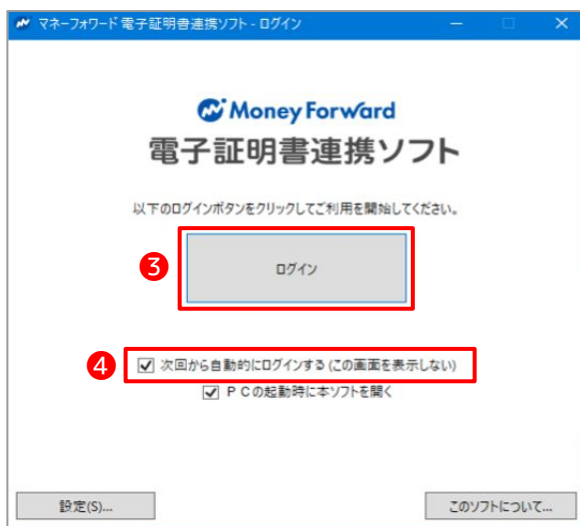 マネーフォワード 電子証明書連携ソフト - ログイン
Money Forward
電子証明書連携ソフト
以下のログインボタンをクリックしてご利用を開始してください。
3
ログイン
4
次回から自動的にログインする (この画面を表示しない)
ＰＣの起動時に本ソフトを開く
設定(S)...
このソフトについて...